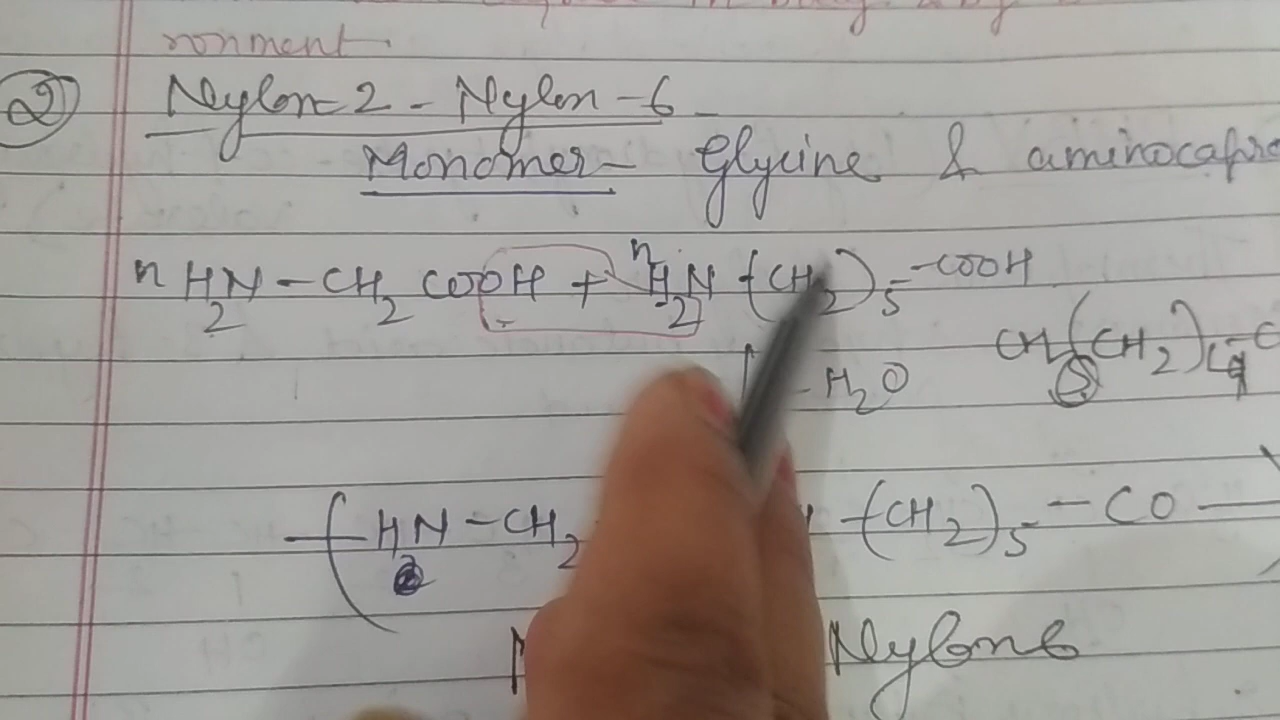 ronment.
② Nylon-2 - Nylon-6
Monomer- Glycine & aminocapro
n H2N - CH2 COOH + n H2N -(CH2)5 -COOH
- H2O CH2(CH2)4
-( HN - CH2 (CH2)5 - CO -
Nylon6